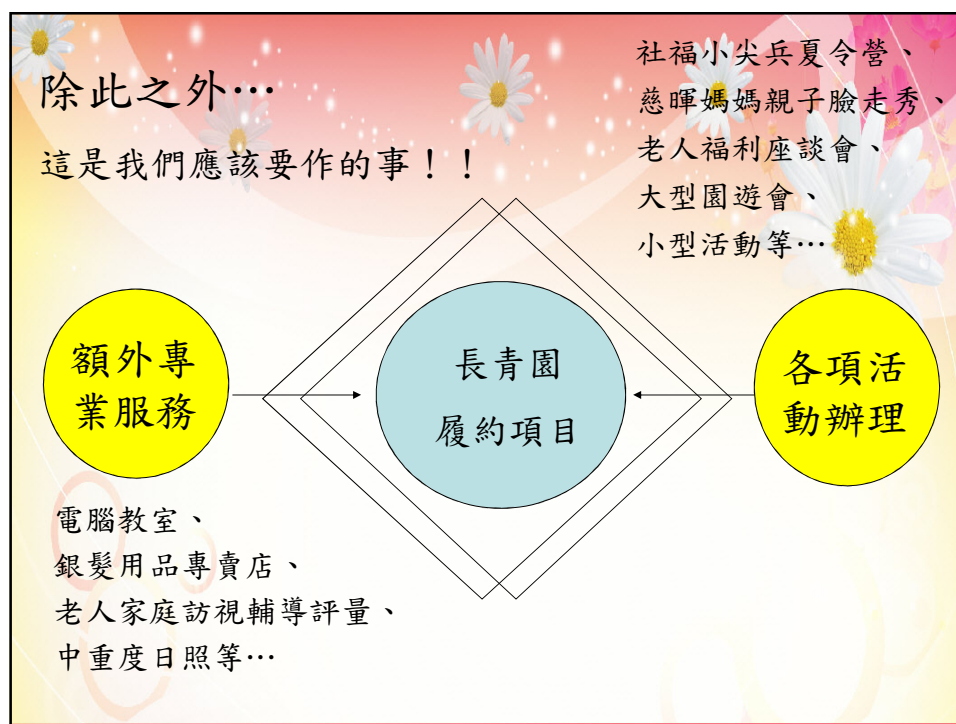 除此之外…
這是我們應該要作的事！！
社福小尖兵夏令營、
慈暉媽媽親子臉走秀、
老人福利座談會、
大型園遊會、
小型活動等…
額外專
業服務
長青園
履約項目
各項活
動辦理
電腦教室、
銀髮用品專賣店、
老人家庭訪視輔導評量、
中重度日照等…